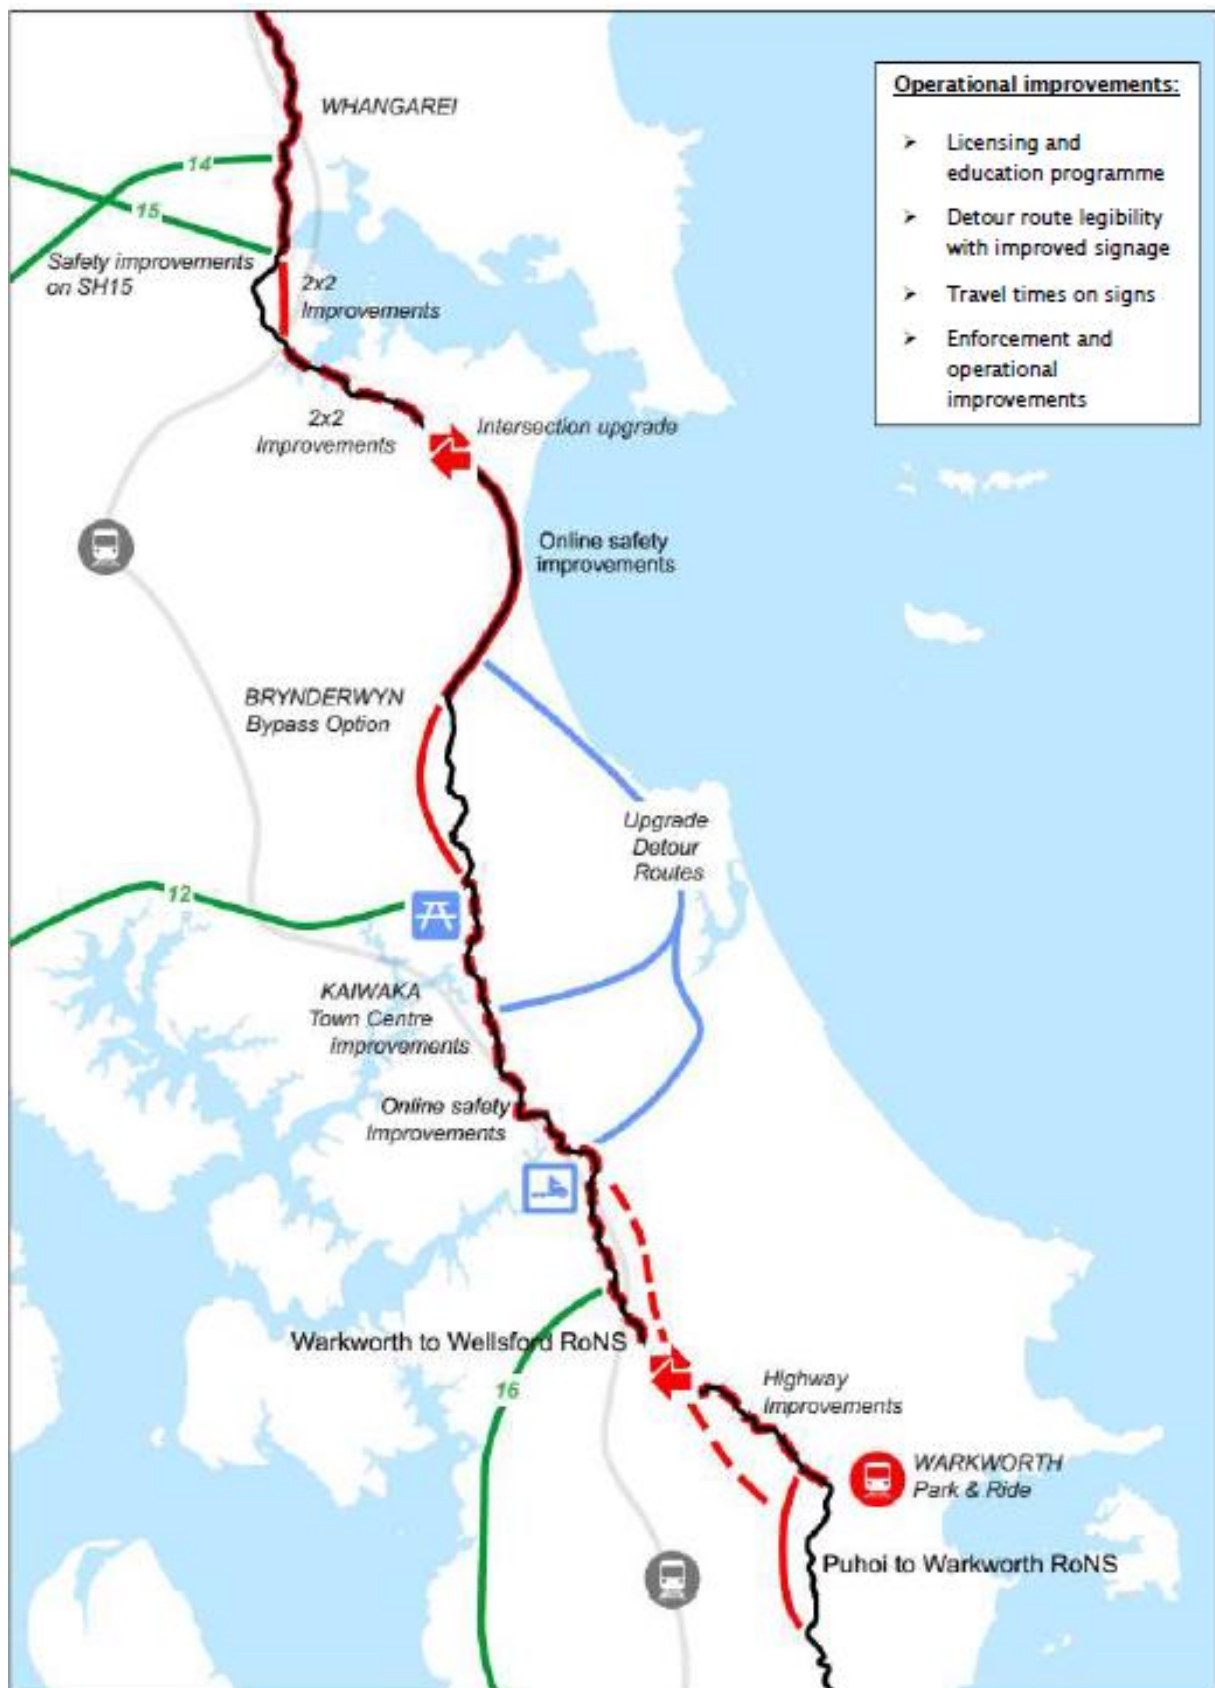 WHANGAREI
14
15
Safety improvements
on SH15
2x2
Improvements
2x2
Improvements
Intersection upgrade
Online safety
improvements
BRYNDERWYN
Bypass Option
Upgrade
Detour
Routes
12
KAIWAKA
Town Centre
Improvements
Online safety
Improvements
Warkworth to Wellsford RoNS
16
Highway
Improvements
WARKWORTH
Park & Ride
Puhoi to Warkworth RoNS
Operational improvements:
➢ Licensing and
education programme
➢ Detour route legibility
with improved signage
➢ Travel times on signs
➢ Enforcement and
operational
improvements